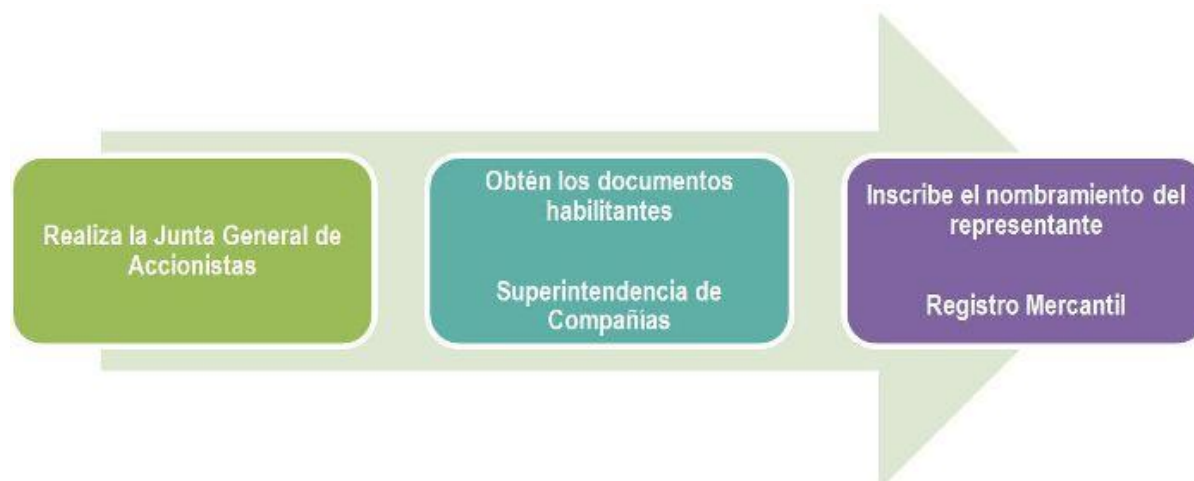 Realiza la Junta General de
Accionistas
Obtén los documentos
habilitantes
Superintendencia de
Compañías
Inscribe el nombramiento del
representante
Registro Mercantil